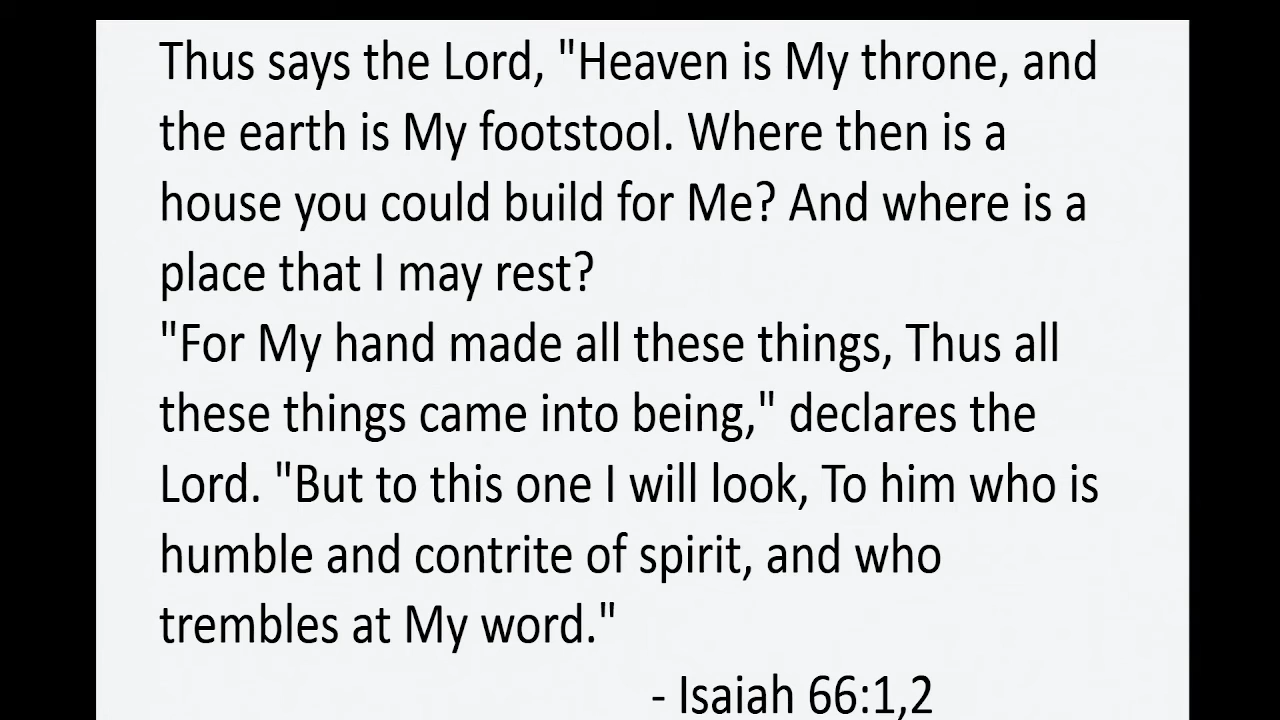 Thus says the Lord, "Heaven is My throne, and
the earth is My footstool. Where then is a
house you could build for Me? And where is a
place that I may rest?
"For My hand made all these things, Thus all
these things came into being," declares the
Lord. "But to this one I will look, To him who is
humble and contrite of spirit, and who
trembles at My word."
- Isaiah 66:1,2